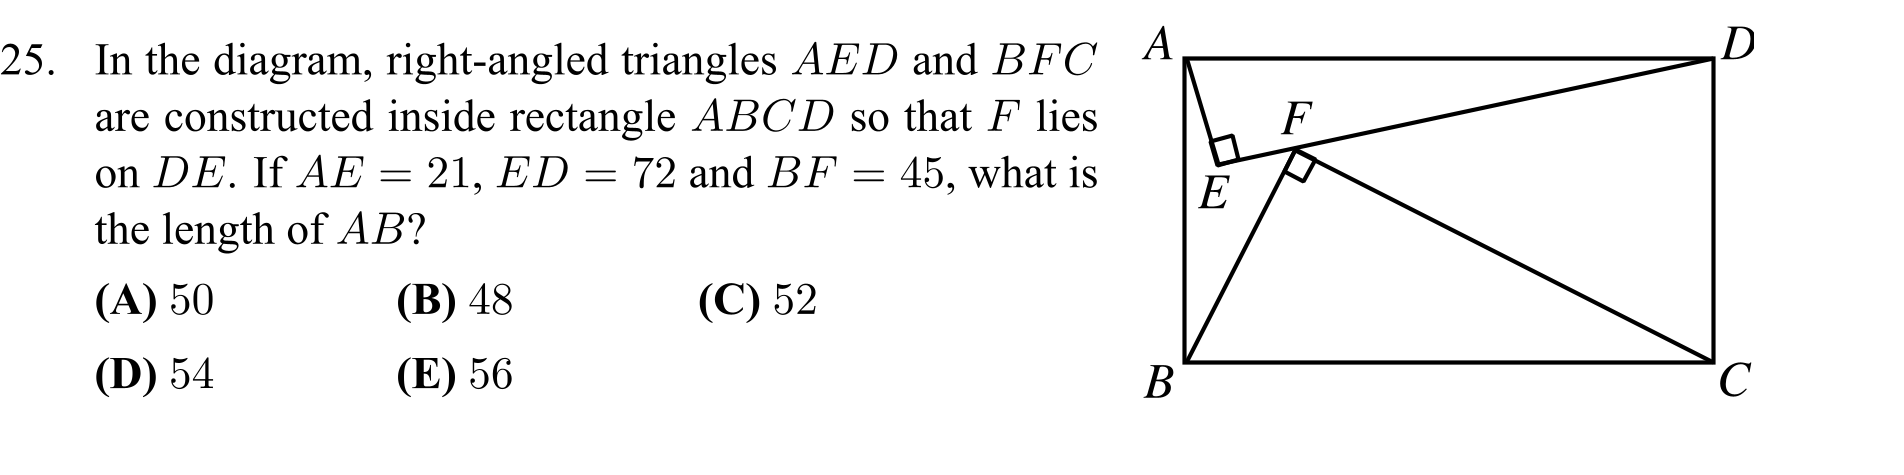 25. In the diagram, right-angled triangles AED and BFC
are constructed inside rectangle ABCD so that F lies
on DE. If AE = 21, ED = 72 and BF = 45, what is
the length of AB?
(A) 50 (B) 48 (C) 52
(D) 54 (E) 56
A D
F
E
B C